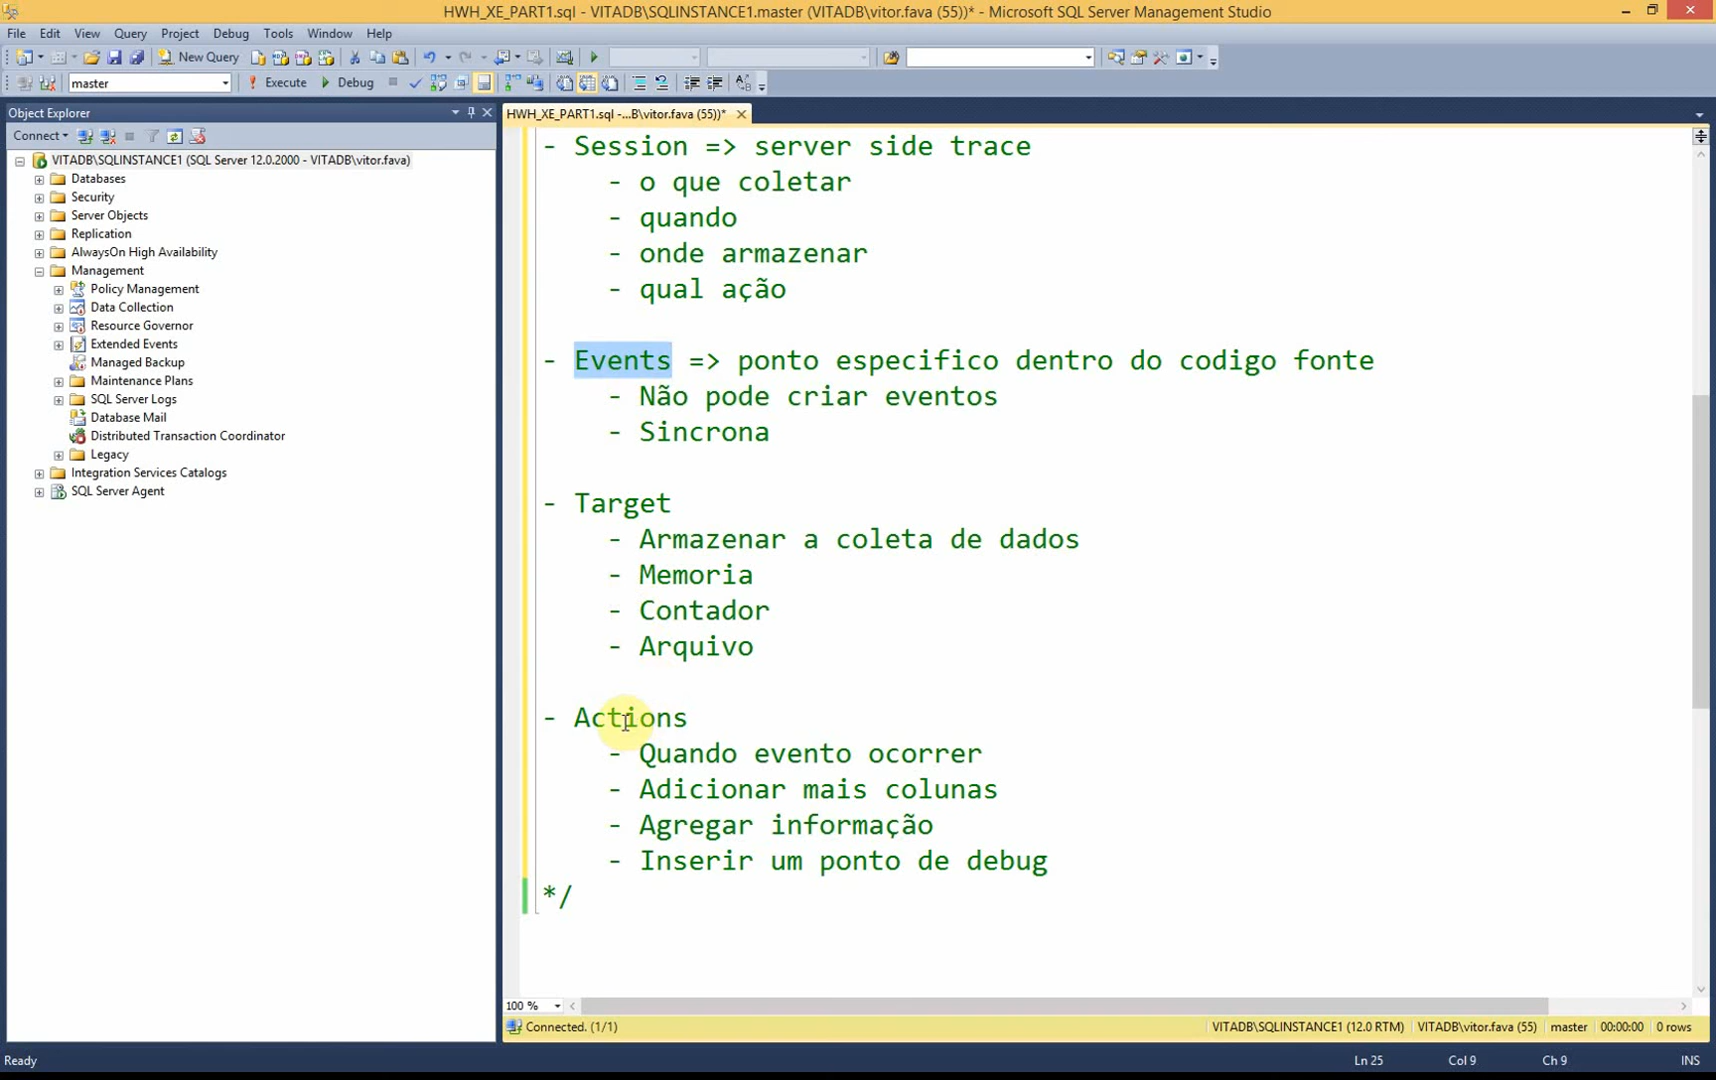 HWH_XE_PART1.sql - VITADB\SQLINSTANCE1.master (VITADB\vitor.fava (55))* - Microsoft SQL Server Management Studio
File Edit View Query Project Debug Tools Window Help
New Query
master
Execute
Debug
Object Explorer
Connect
VITADB\SQLINSTANCE1 (SQL Server 12.0.2000 - VITADB\vitor.fava)
Databases
Security
Server Objects
Replication
AlwaysOn High Availability
Management
Policy Management
Data Collection
Resource Governor
Extended Events
Managed Backup
Maintenance Plans
SQL Server Logs
Database Mail
Distributed Transaction Coordinator
Legacy
Integration Services Catalogs
SQL Server Agent
HWH_XE_PART1.sql -...B\vitor.fava (55))*
- Session => server side trace
- o que coletar
- quando
- onde armazenar
- qual ação
- Events => ponto especifico dentro do codigo fonte
- Não pode criar eventos
- Sincrona
- Target
- Armazenar a coleta de dados
- Memoria
- Contador
- Arquivo
- Actions
- Quando evento ocorrer
- Adicionar mais colunas
- Agregar informação
- Inserir um ponto de debug
*/
100 %
Connected. (1/1)
VITADB\SQLINSTANCE1 (12.0 RTM) VITADB\vitor.fava (55) master 00:00:00 0 rows
Ready
Ln 25 Col 9 Ch 9 INS